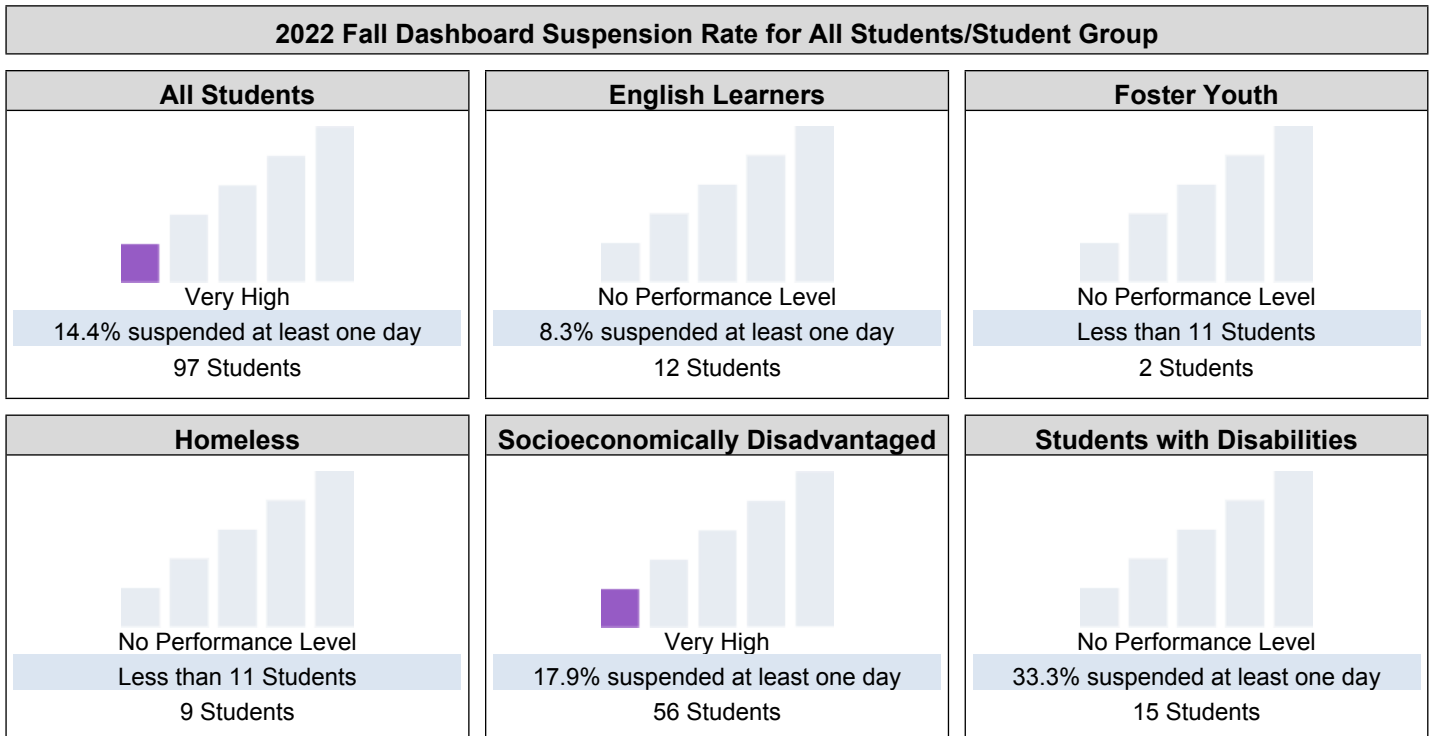 2022 Fall Dashboard Suspension Rate for All Students/Student Group
All Students
Very High
14.4% suspended at least one day
97 Students
English Learners
No Performance Level
8.3% suspended at least one day
12 Students
Foster Youth
No Performance Level
Less than 11 Students
2 Students
Homeless
No Performance Level
Less than 11 Students
9 Students
Socioeconomically Disadvantaged
Very High
17.9% suspended at least one day
56 Students
Students with Disabilities
No Performance Level
33.3% suspended at least one day
15 Students